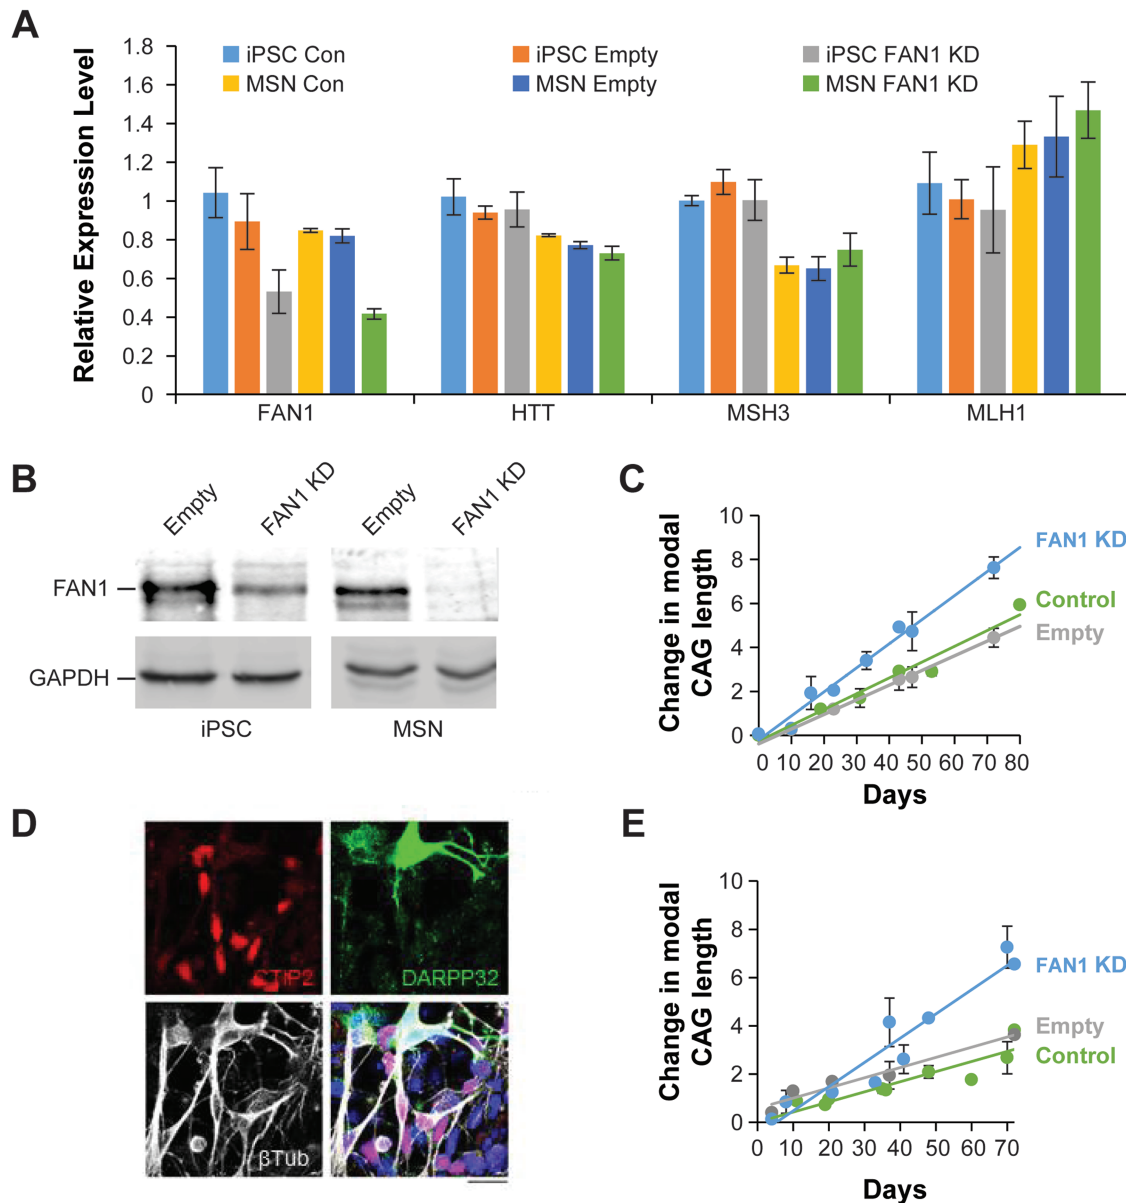 A
Relative Expression Level
1.8
1.6
1.4
1.2
1
0.8
0.6
0.4
0.2
0
iPSC Con
iPSC Empty
iPSC FAN1 KD
MSN Con
MSN Empty
MSN FAN1 KD
FAN1
HTT
MSH3
MLH1
B
Empty
FAN1 KD
Empty
FAN1 KD
FAN1
GAPDH
iPSC
MSN
C
Change in modal
CAG length
10
8
6
4
2
0
FAN1 KD
Control
Empty
0 10 20 30 40 50 60 70 80
Days
D
CTIP2
DARPP32
βTub
E
Change in modal
CAG length
10
8
6
4
2
0
FAN1 KD
Empty
Control
0 10 20 30 40 50 60 70
Days